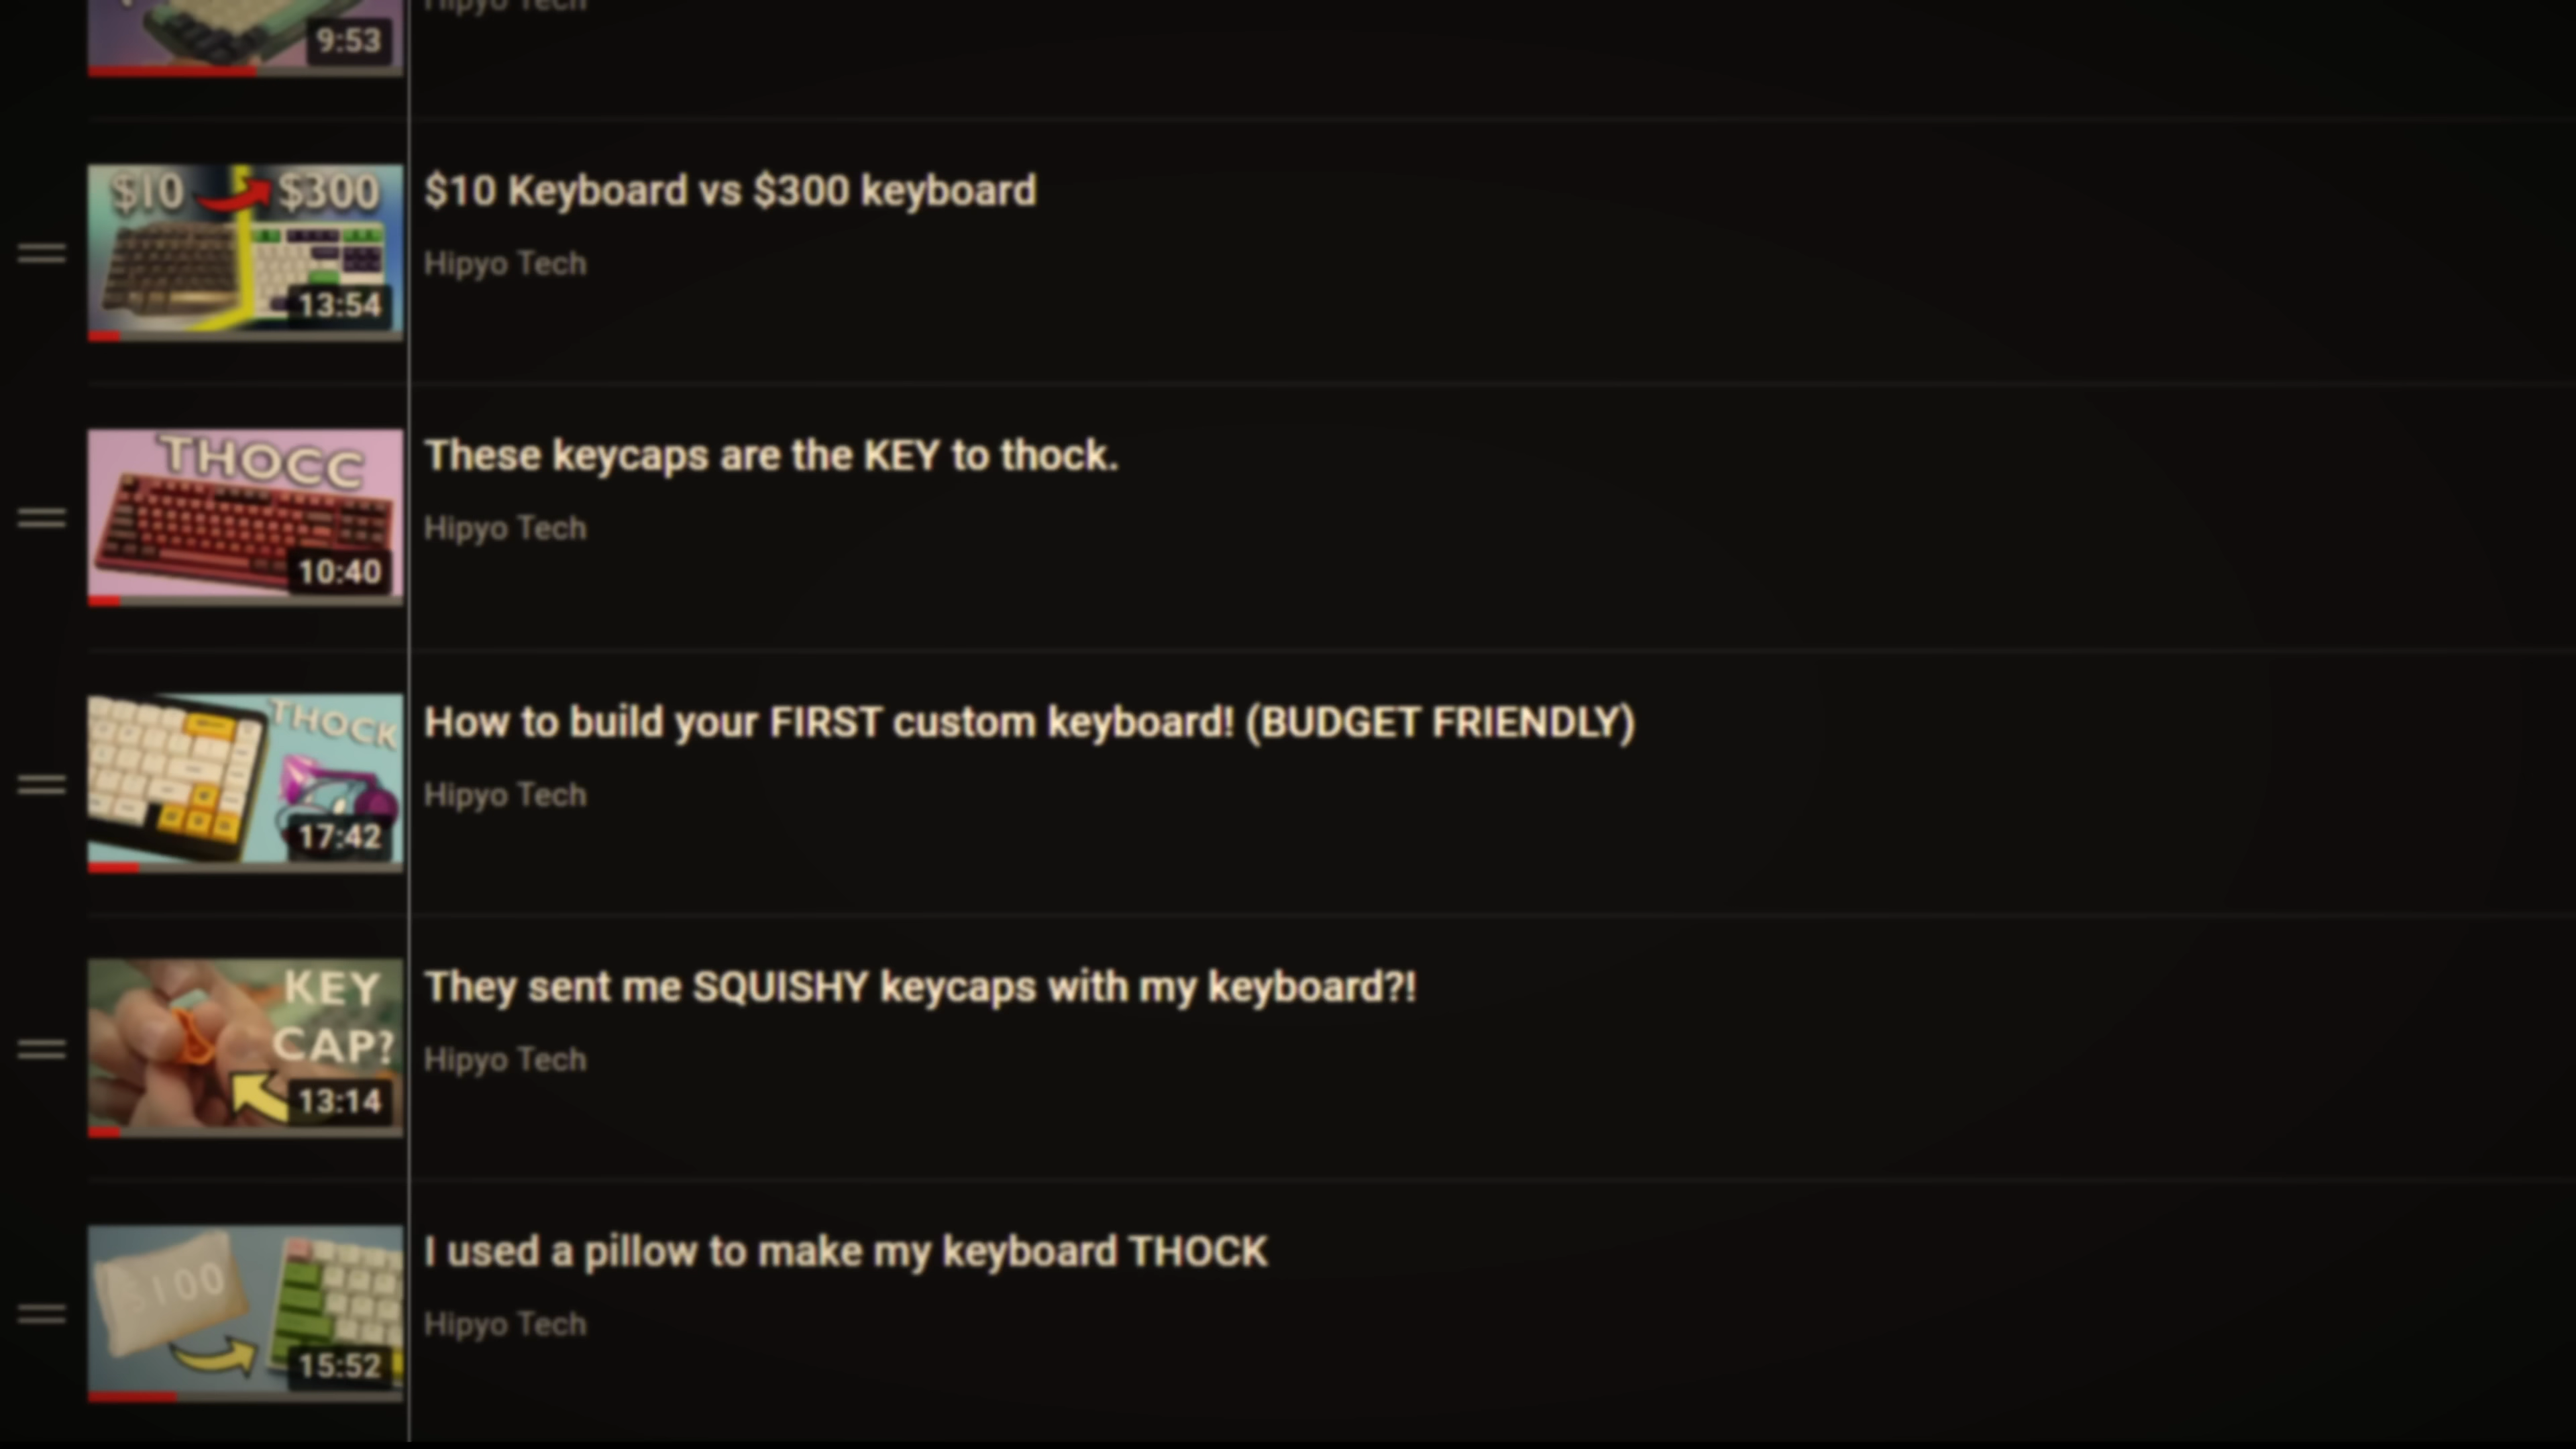 Hipyo Tech
9:53
$10 $300
13:54
$10 Keyboard vs $300 keyboard
Hipyo Tech
THOCC
10:40
These keycaps are the KEY to thock.
Hipyo Tech
THOCK
17:42
How to build your FIRST custom keyboard! (BUDGET FRIENDLY)
Hipyo Tech
KEY
CAP?
13:14
They sent me SQUISHY keycaps with my keyboard?!
Hipyo Tech
$100
15:52
I used a pillow to make my keyboard THOCK
Hipyo Tech